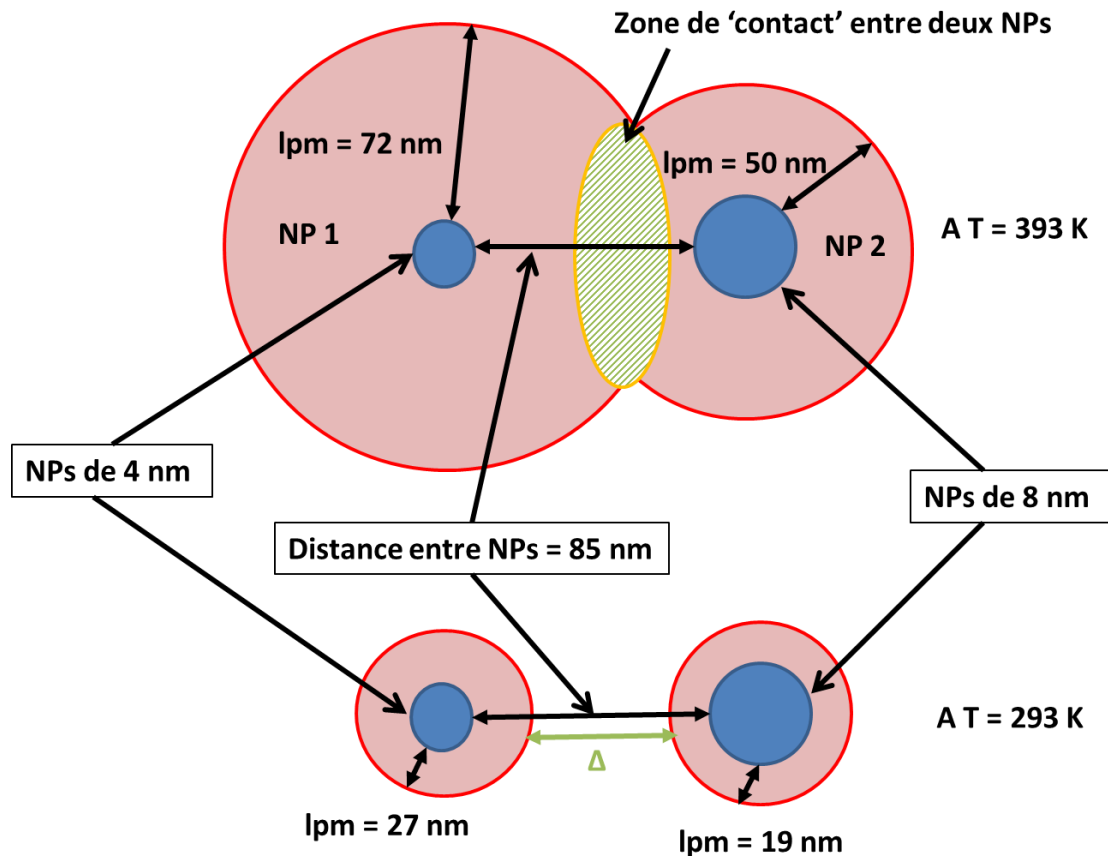 Zone de ‘contact’ entre deux NPs
lpm = 72 nm
lpm = 50 nm
NP 1
NP 2
A T = 393 K
NPs de 4 nm
NPs de 8 nm
Distance entre NPs = 85 nm
A T = 293 K
Δ
lpm = 27 nm
lpm = 19 nm